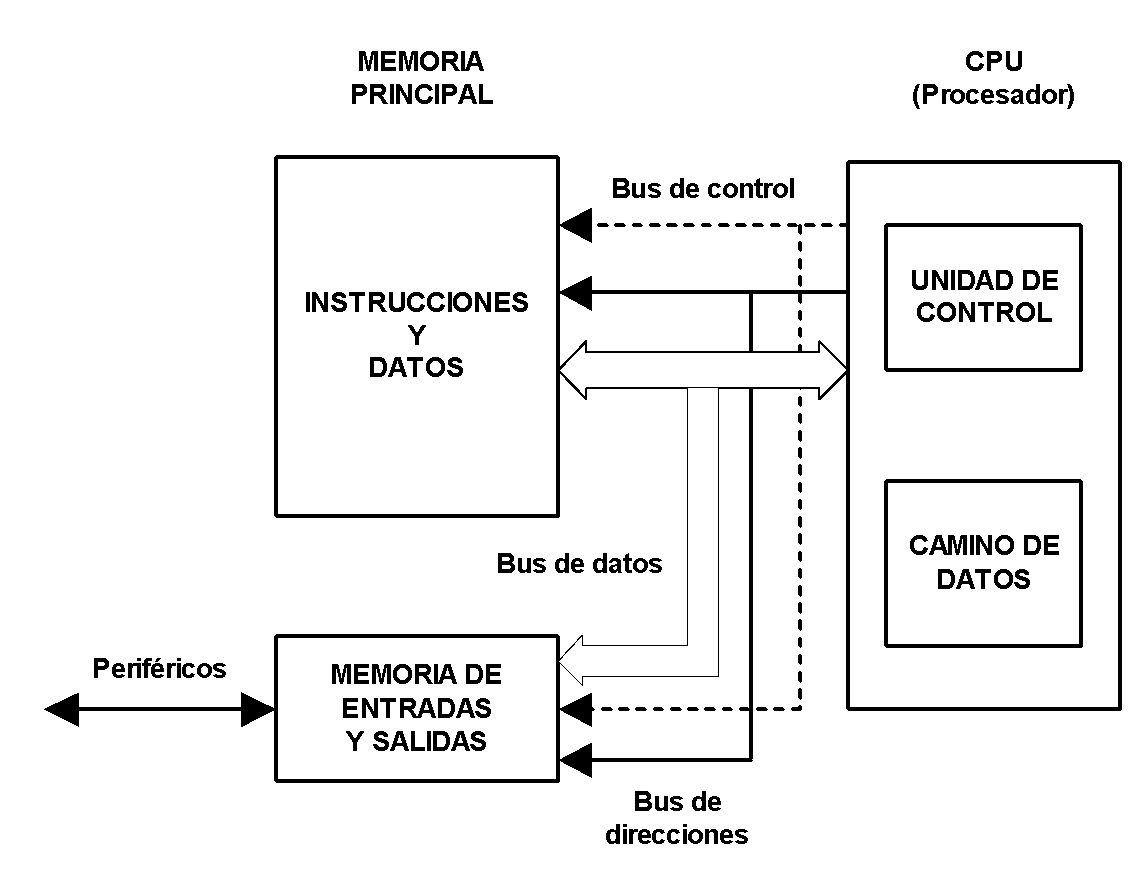 MEMORIA
PRINCIPAL
CPU
(Procesador)
Bus de control
INSTRUCCIONES
Y
DATOS
UNIDAD DE
CONTROL
CAMINO DE
DATOS
Bus de datos
Periféricos
MEMORIA DE
ENTRADAS
Y SALIDAS
Bus de
direcciones